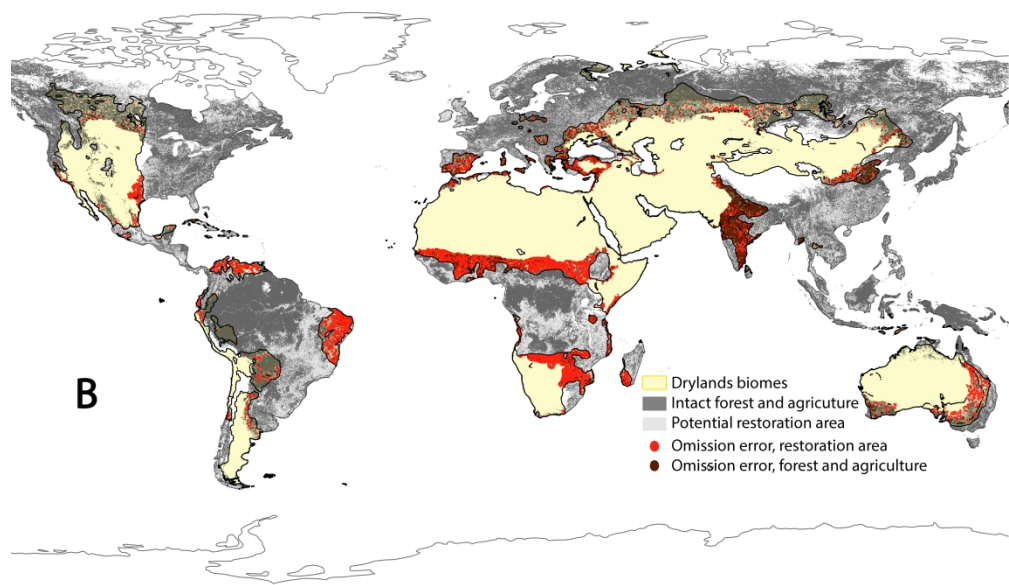 B
Drylands biomes
Intact forest and agricuture
Potential restoration area
Omission error, restoration area
Omission error, forest and agriculture